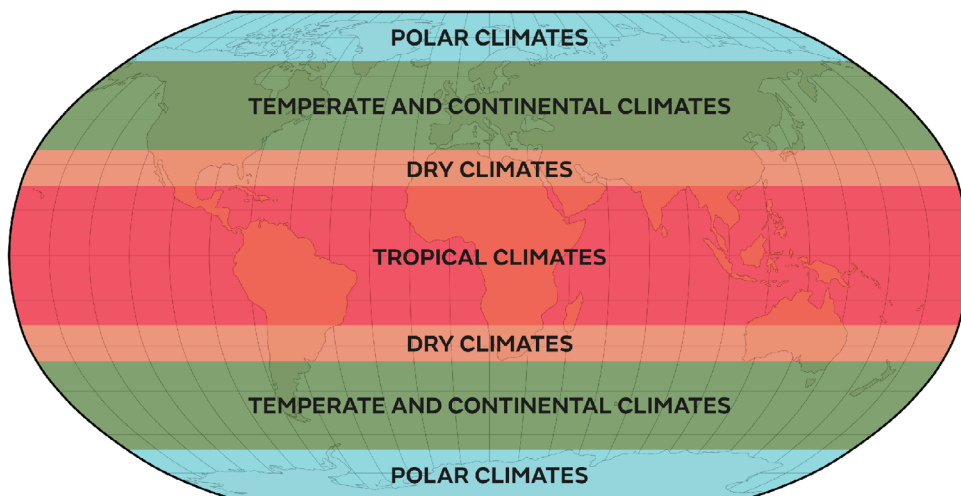 POLAR CLIMATES
TEMPERATE AND CONTINENTAL CLIMATES
DRY CLIMATES
TROPICAL CLIMATES
DRY CLIMATES
TEMPERATE AND CONTINENTAL CLIMATES
POLAR CLIMATES